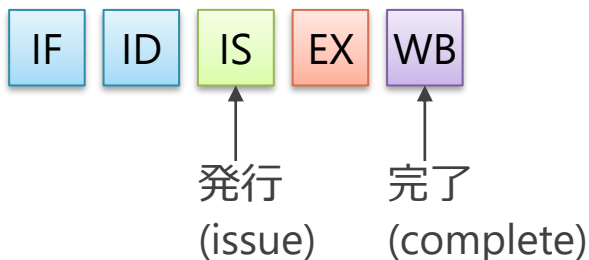 IF ID IS EX WB
発行 完了
(issue) (complete)